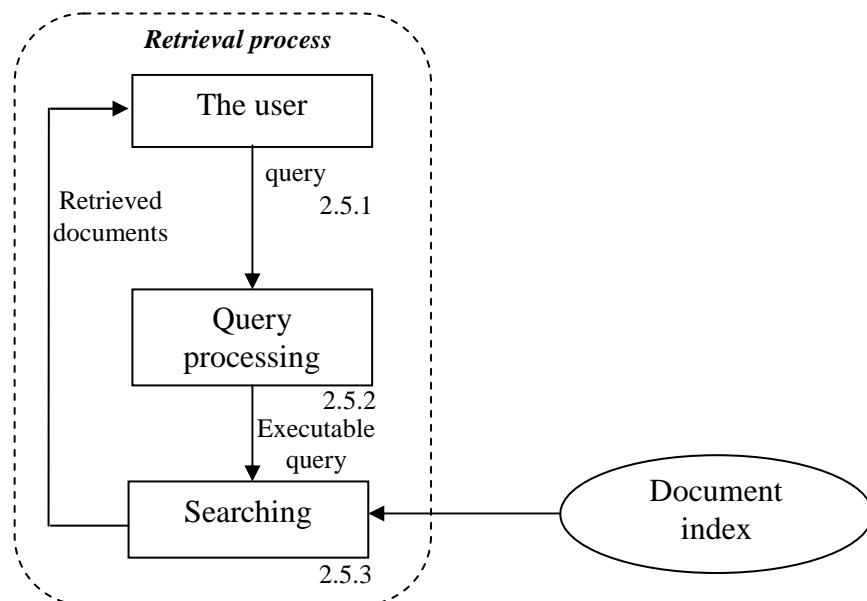 Retrieval process
The user
query
2.5.1
Retrieved
documents
Query
processing
2.5.2
Executable
query
Searching
2.5.3
Document
index